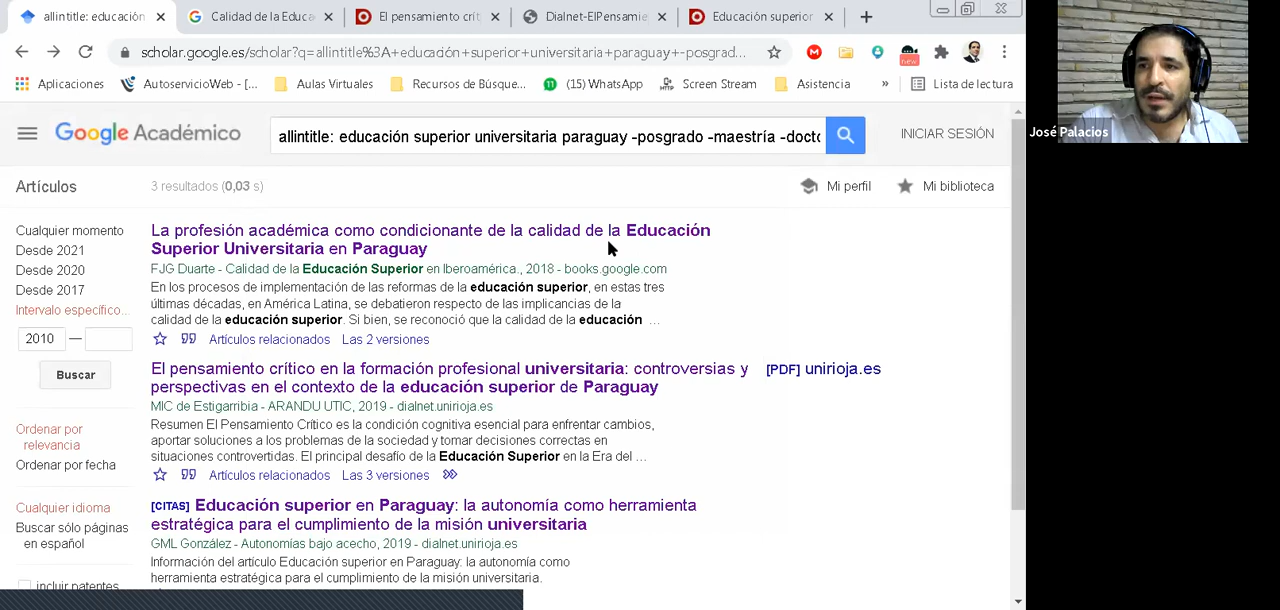 allintitle: educación
Calidad de la Educa
El pensamiento crít
Dialnet-ElPensamie
Educación superior
scholar.google.es/scholar?q=allintitle%3A+educación+superior+universitaria+paraguay+-posgrad...
new
Aplicaciones
AutoservicioWeb - [...
Aulas Virtuales
Recursos de Busque...
(15) WhatsApp
Screen Stream
Asistencia
»
Lista de lectura
Google Académico
allintitle: educación superior universitaria paraguay -posgrado -maestría -docto
INICIAR SESIÓN
José Palacios
Artículos
3 resultados (0,03 s)
Mi perfil
Mi biblioteca
Cualquier momento
Desde 2021
Desde 2020
Desde 2017
Intervalo específico...
2010 —
Buscar
Ordenar por
relevancia
Ordenar por fecha
Cualquier idioma
Buscar sólo páginas
en español
incluir patentes
La profesión académica como condicionante de la calidad de la Educación
Superior Universitaria en Paraguay
FJG Duarte - Calidad de la Educación Superior en Iberoamérica., 2018 - books.google.com
En los procesos de implementación de las reformas de la educación superior, en estas tres
últimas décadas, en América Latina, se debatieron respecto de las implicancias de la
calidad de la educación superior. Si bien, se reconoció que la calidad de la educación ...
Artículos relacionados Las 2 versiones
El pensamiento crítico en la formación profesional universitaria: controversias y
perspectivas en el contexto de la educación superior de Paraguay
[PDF] unirioja.es
MIC de Estigarribia - ARANDU UTIC, 2019 - dialnet.unirioja.es
Resumen El Pensamiento Crítico es la condición cognitiva esencial para enfrentar cambios,
aportar soluciones a los problemas de la sociedad y tomar decisiones correctas en
situaciones controvertidas. El principal desafío de la Educación Superior en la Era del ...
Artículos relacionados Las 3 versiones
[CITAS] Educación superior en Paraguay: la autonomía como herramienta
estratégica para el cumplimiento de la misión universitaria
GML González - Autonomías bajo acecho, 2019 - dialnet.unirioja.es
Información del artículo Educación superior en Paraguay: la autonomía como
herramienta estratégica para el cumplimiento de la misión universitaria.